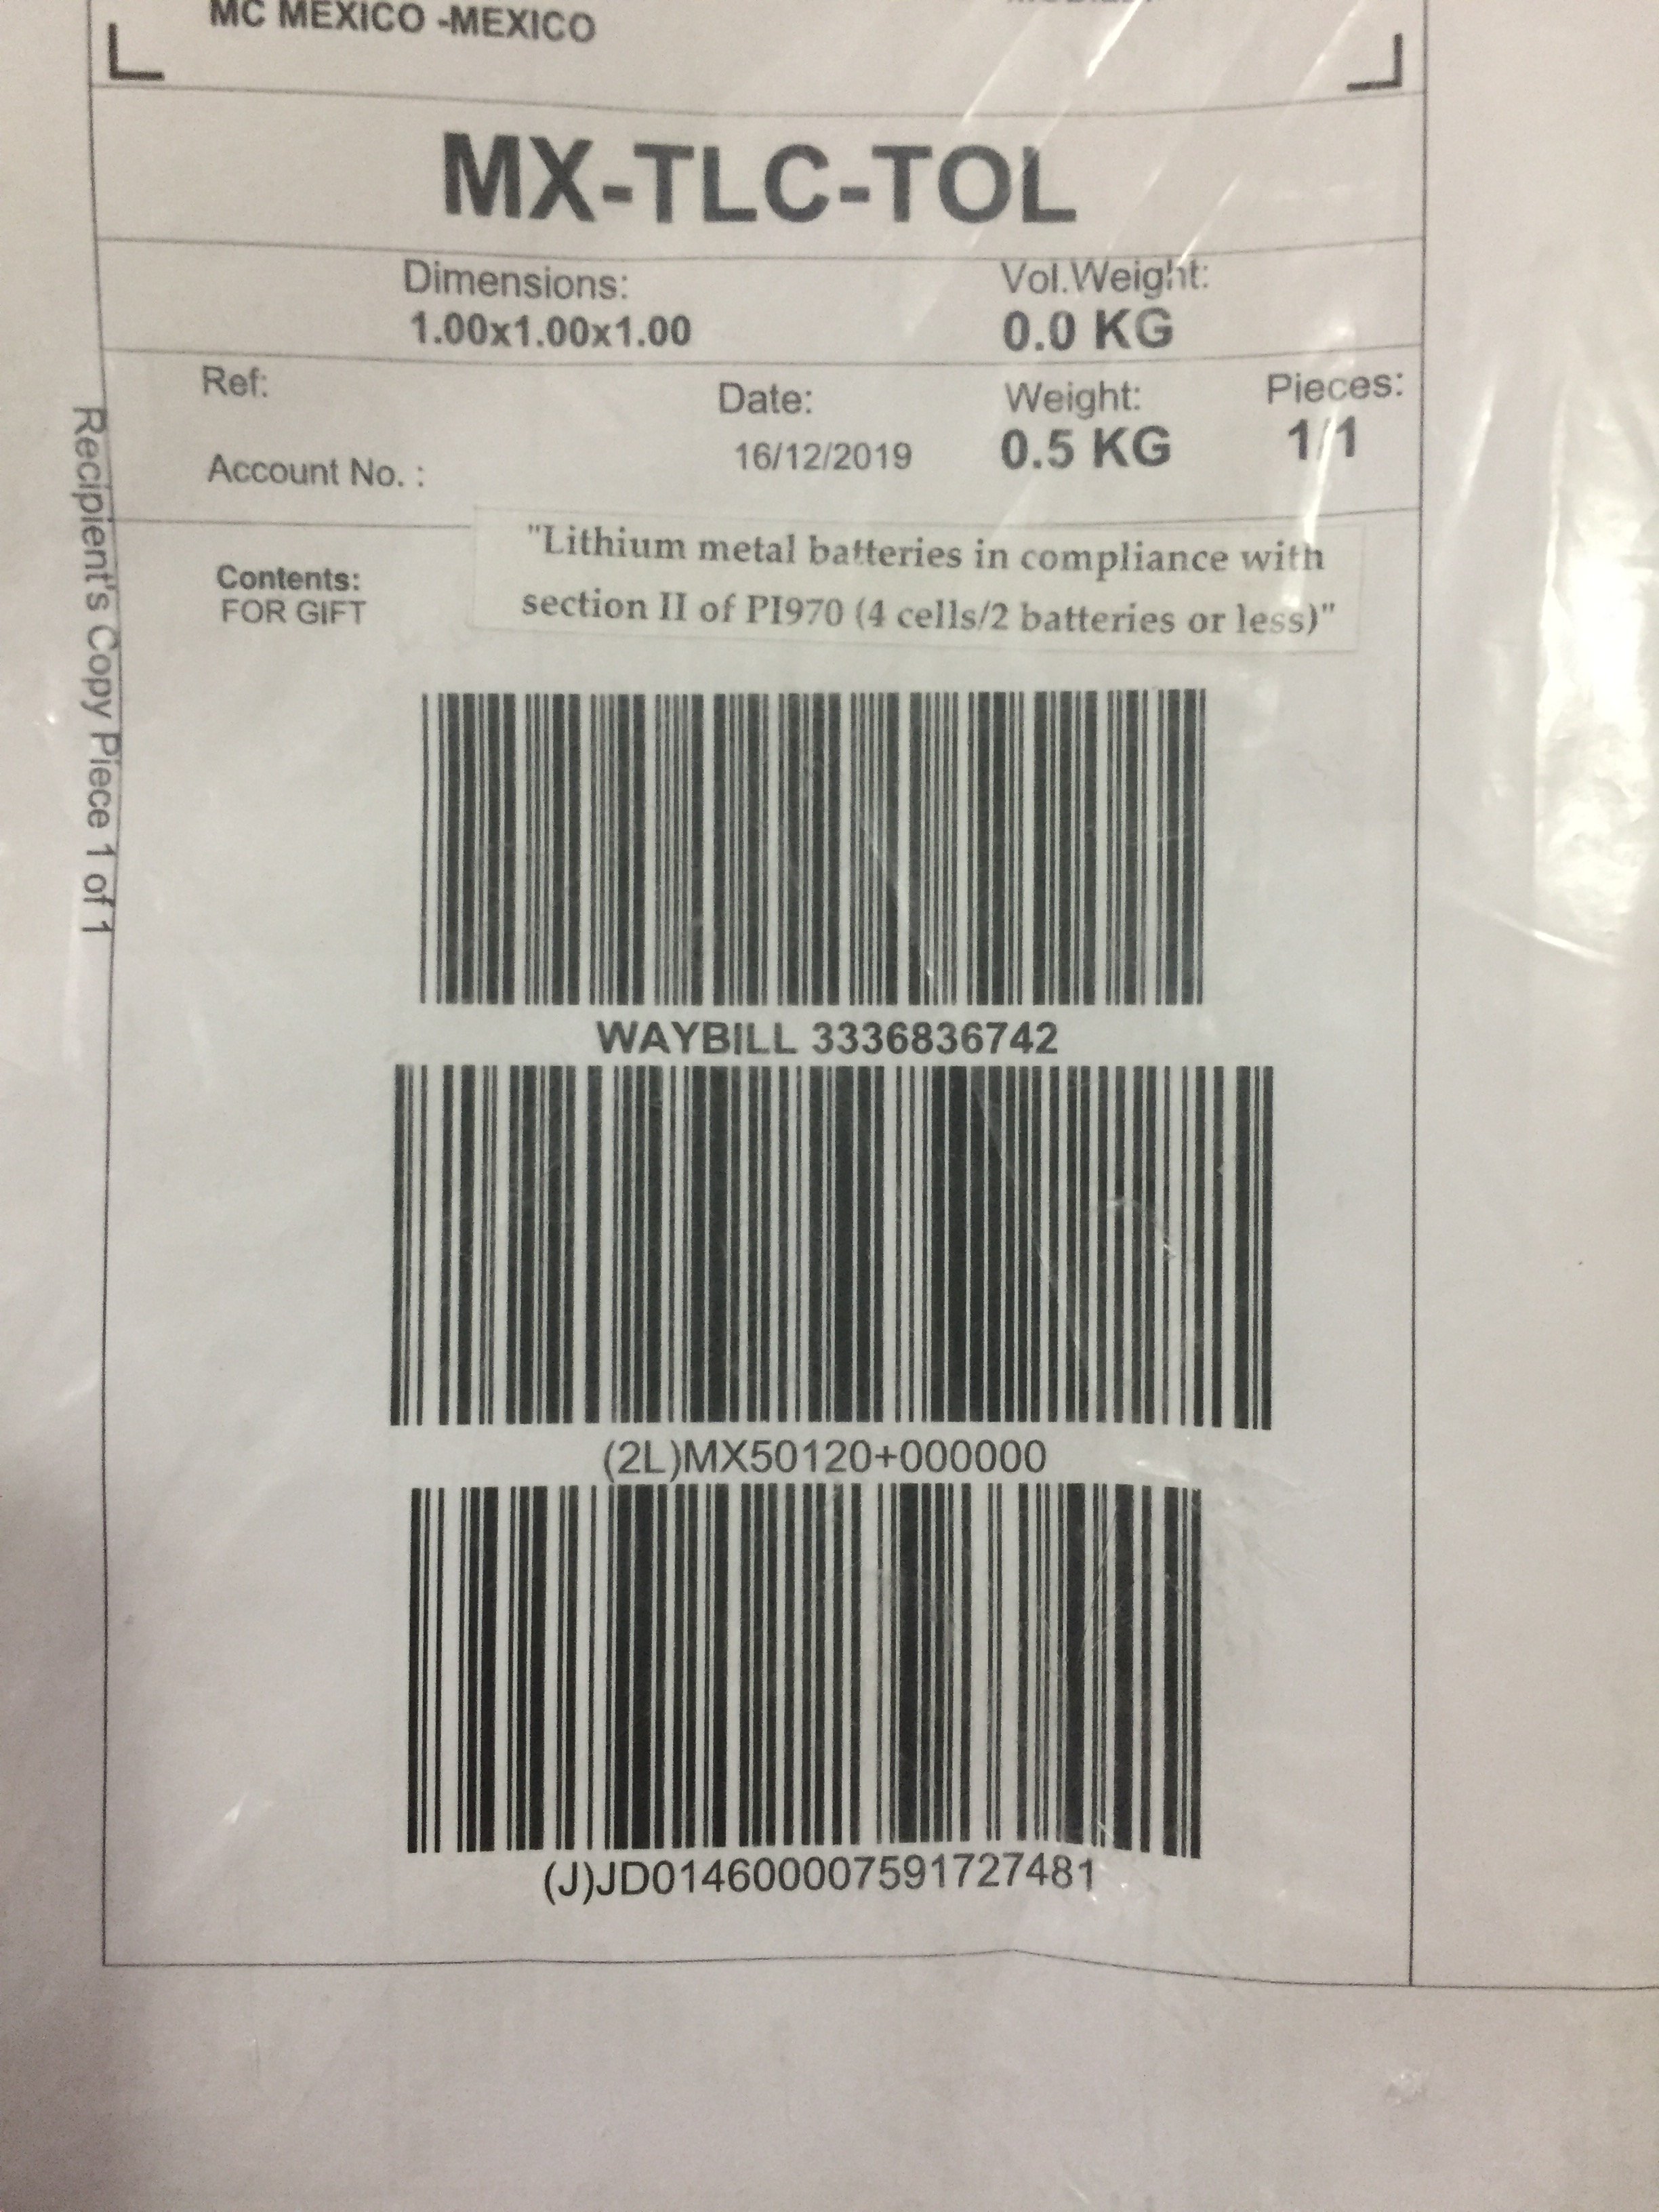 MC MEXICO -MEXICO
MX-TLC-TOL
Dimensions:
1.00x1.00x1.00
Vol.Weight:
0.0 KG
Ref:
Date:
16/12/2019
Weight:
0.5 KG
Pieces:
1/1
Account No. :
Contents:
FOR GIFT
"Lithium metal batteries in compliance with
section II of PI970 (4 cells/2 batteries or less)"
Recipient's Copy Piece 1 of 1
WAYBILL 3336836742
(2L)MX50120+000000
(J)JD014600007591727481